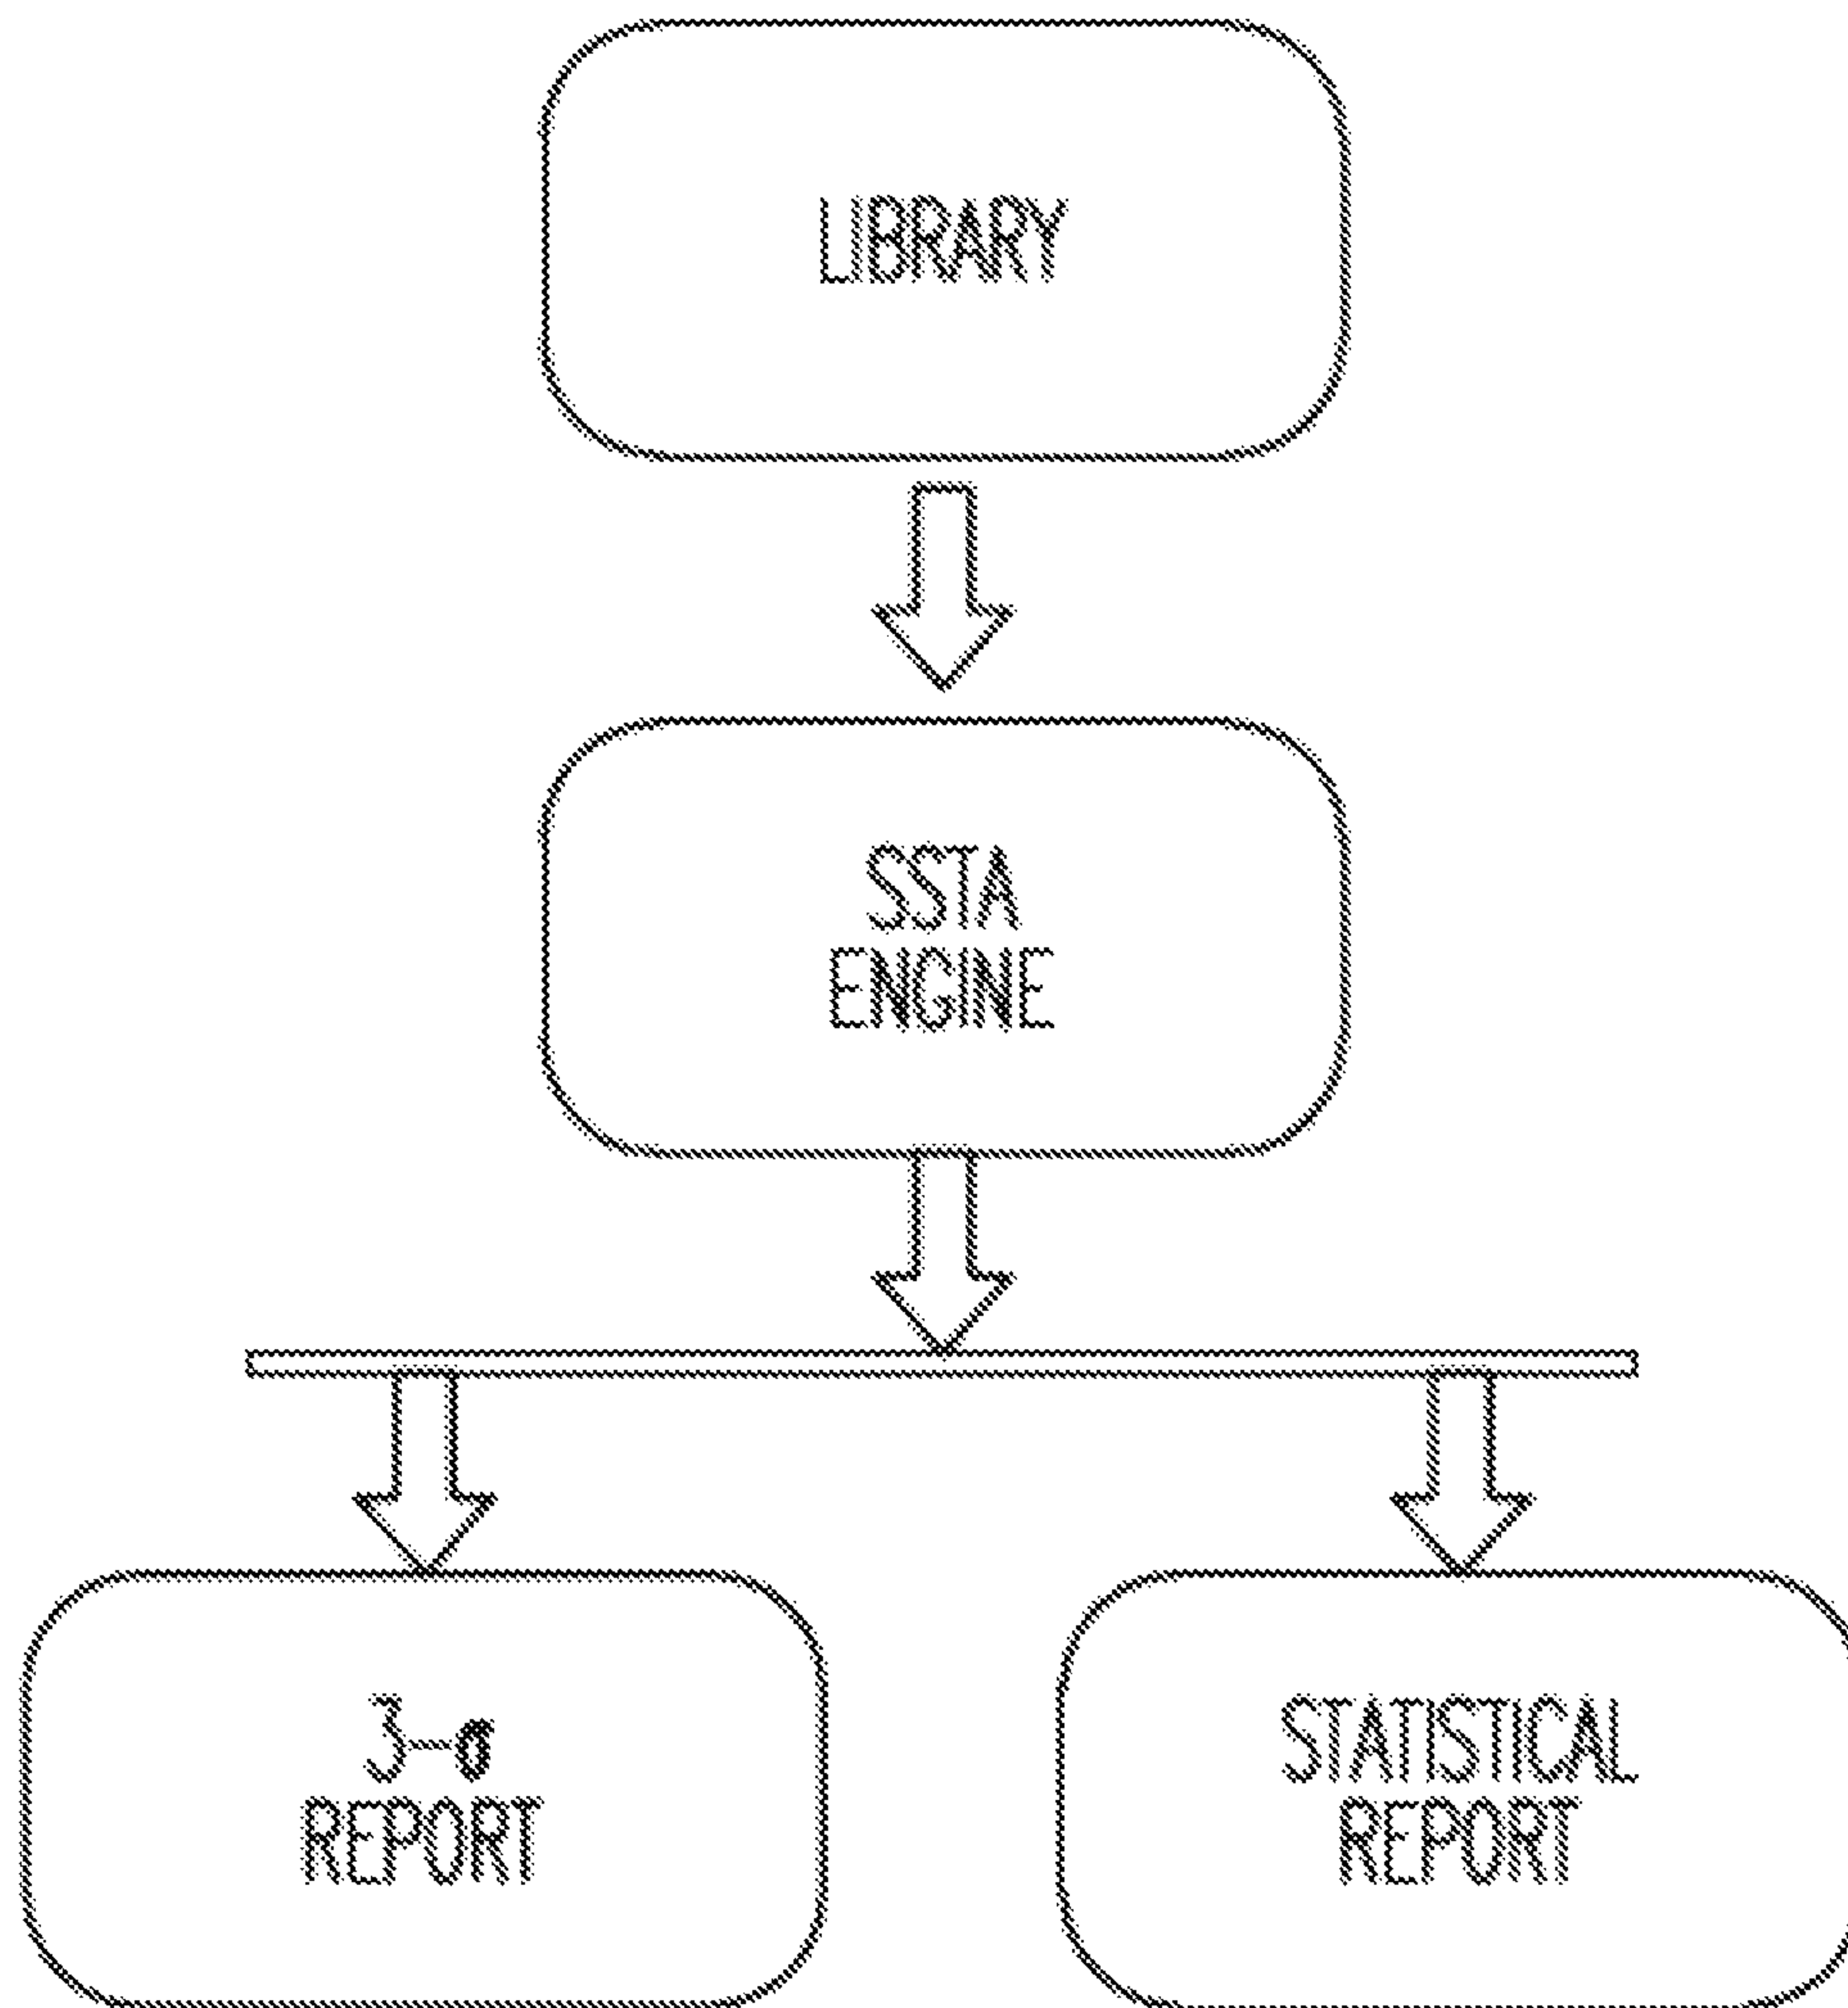 LIBRARY
SSTA
ENGINE
3-σ
REPORT
STATISTICAL
REPORT